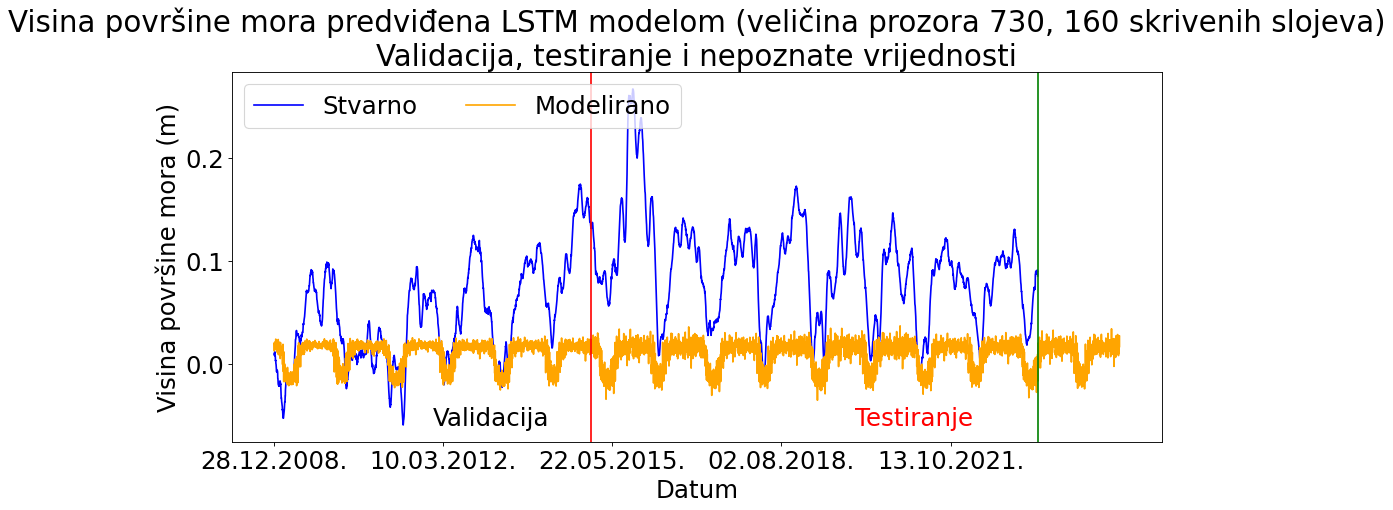 Visina površine mora predviđena LSTM modelom (veličina prozora 730, 160 skrivenih slojeva)
Validacija, testiranje i nepoznate vrijednosti
Stvarno
Modelirano
Visina površine mora (m)
0.2
0.1
0.0
Validacija
Testiranje
28.12.2008.
10.03.2012.
22.05.2015.
02.08.2018.
13.10.2021.
Datum